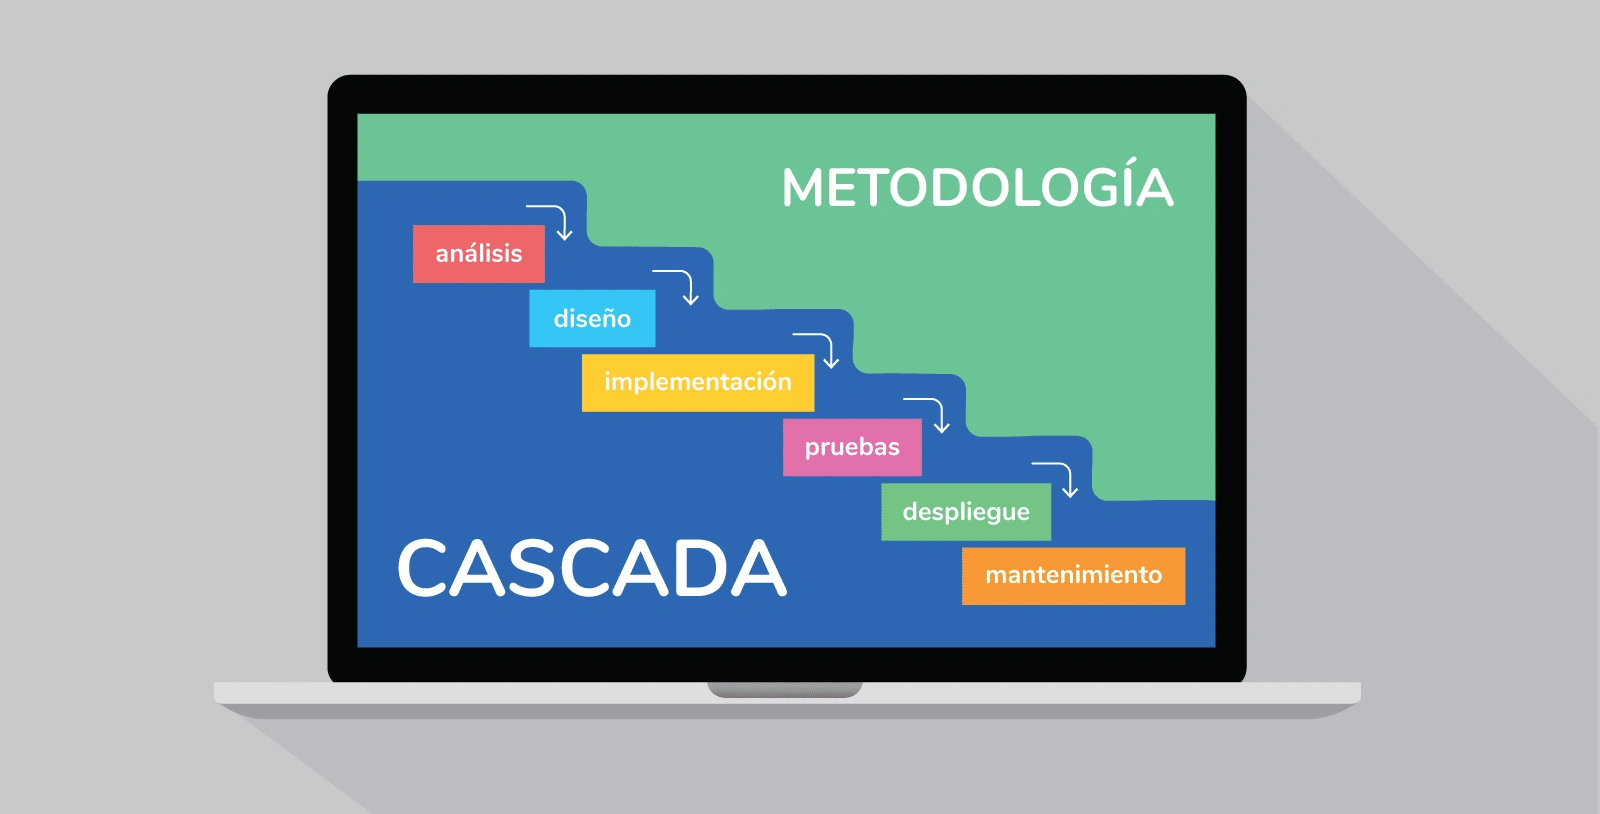 METODOLOGÍA
análisis
diseño
implementación
pruebas
despliegue
CASCADA
mantenimiento